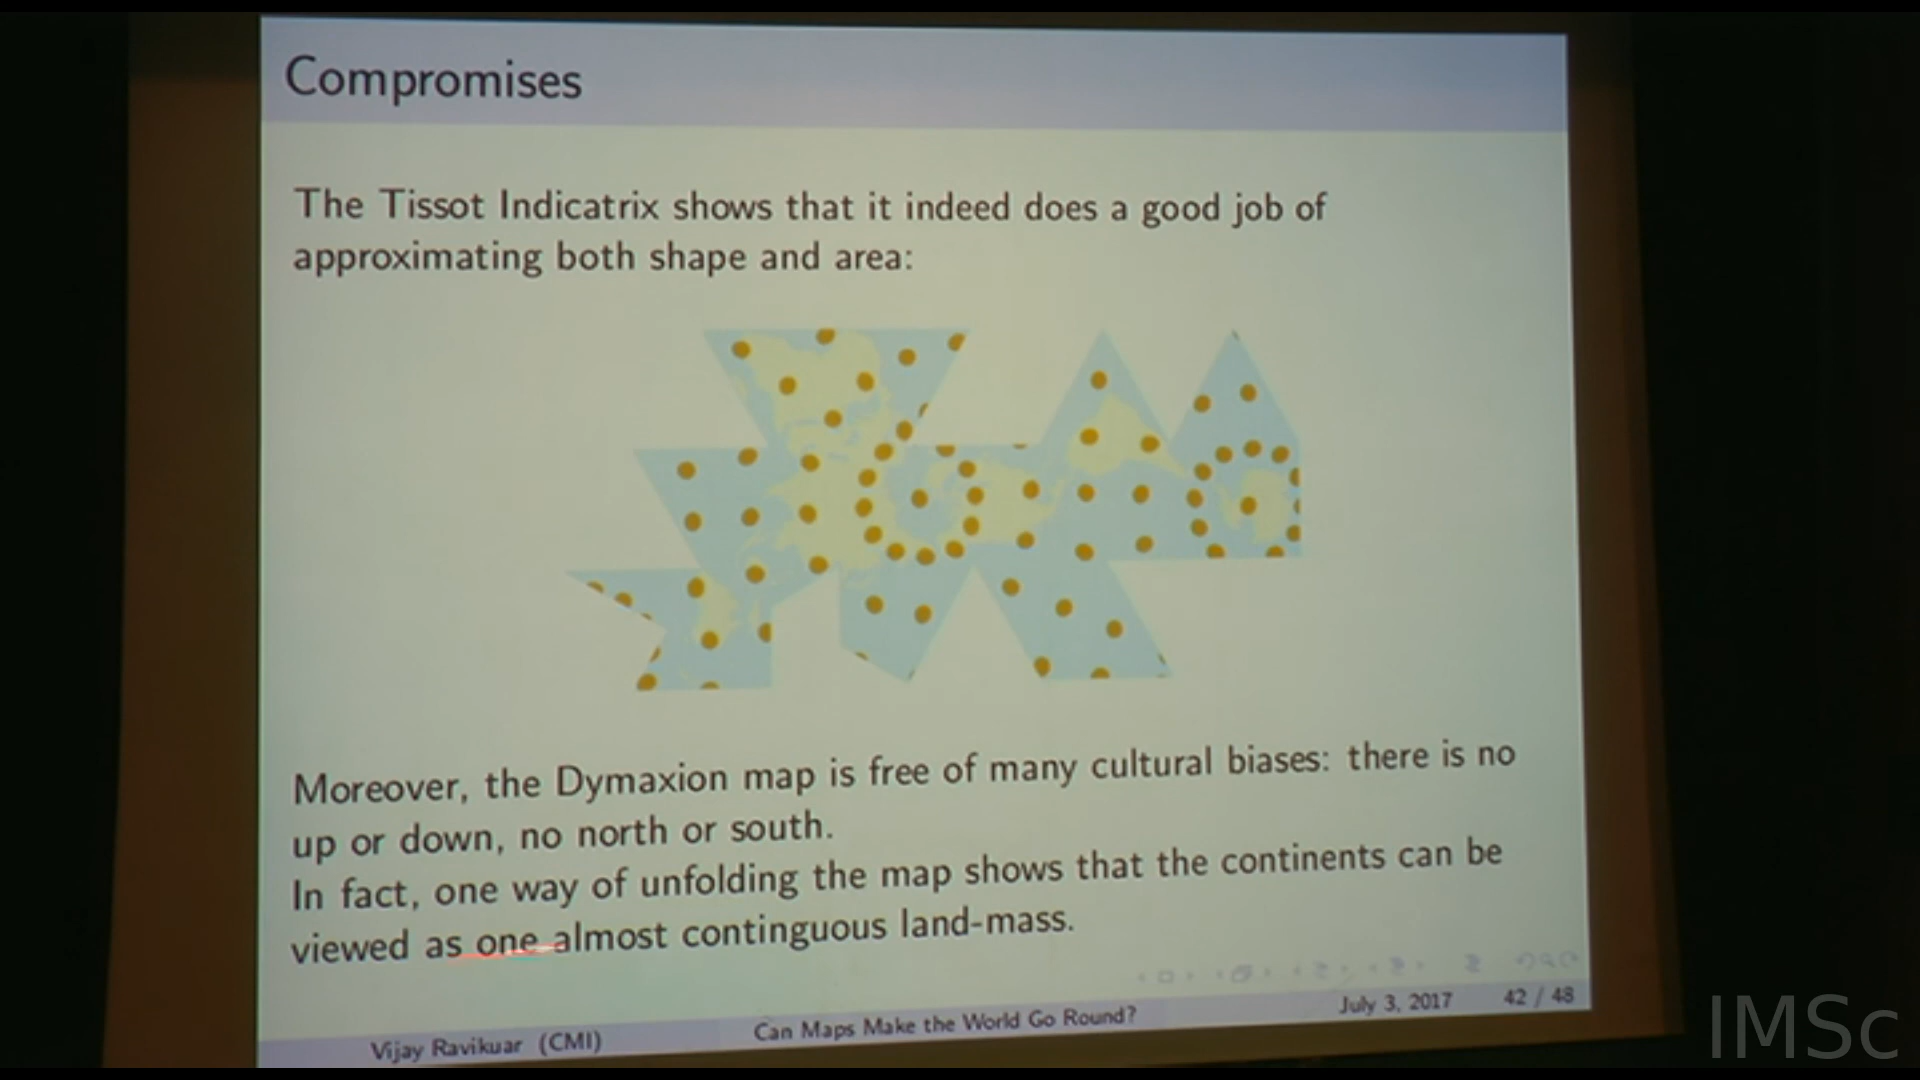 Compromises
The Tissot Indicatrix shows that it indeed does a good job of
approximating both shape and area:
Moreover, the Dymaxion map is free of many cultural biases: there is no
up or down, no north or south.
In fact, one way of unfolding the map shows that the continents can be
viewed as one almost continguous land-mass.
Vijay Ravikuar (CMI)
Can Maps Make the World Go Round?
July 3, 2017
42 / 48
IMSc